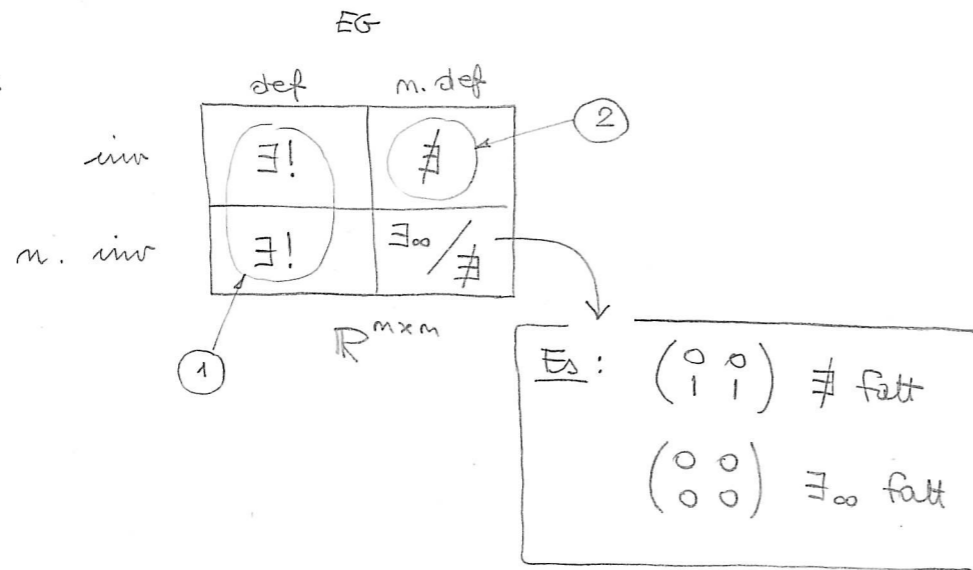 EG
def n. def
inv ∃! ∄ 2
n. inv ∃! ∃∞ / ∄
1 ℝ^{n×n}
Es : ( 0 0
1 1 ) ∄ fatt
( 0 0
0 0 ) ∃∞ fatt